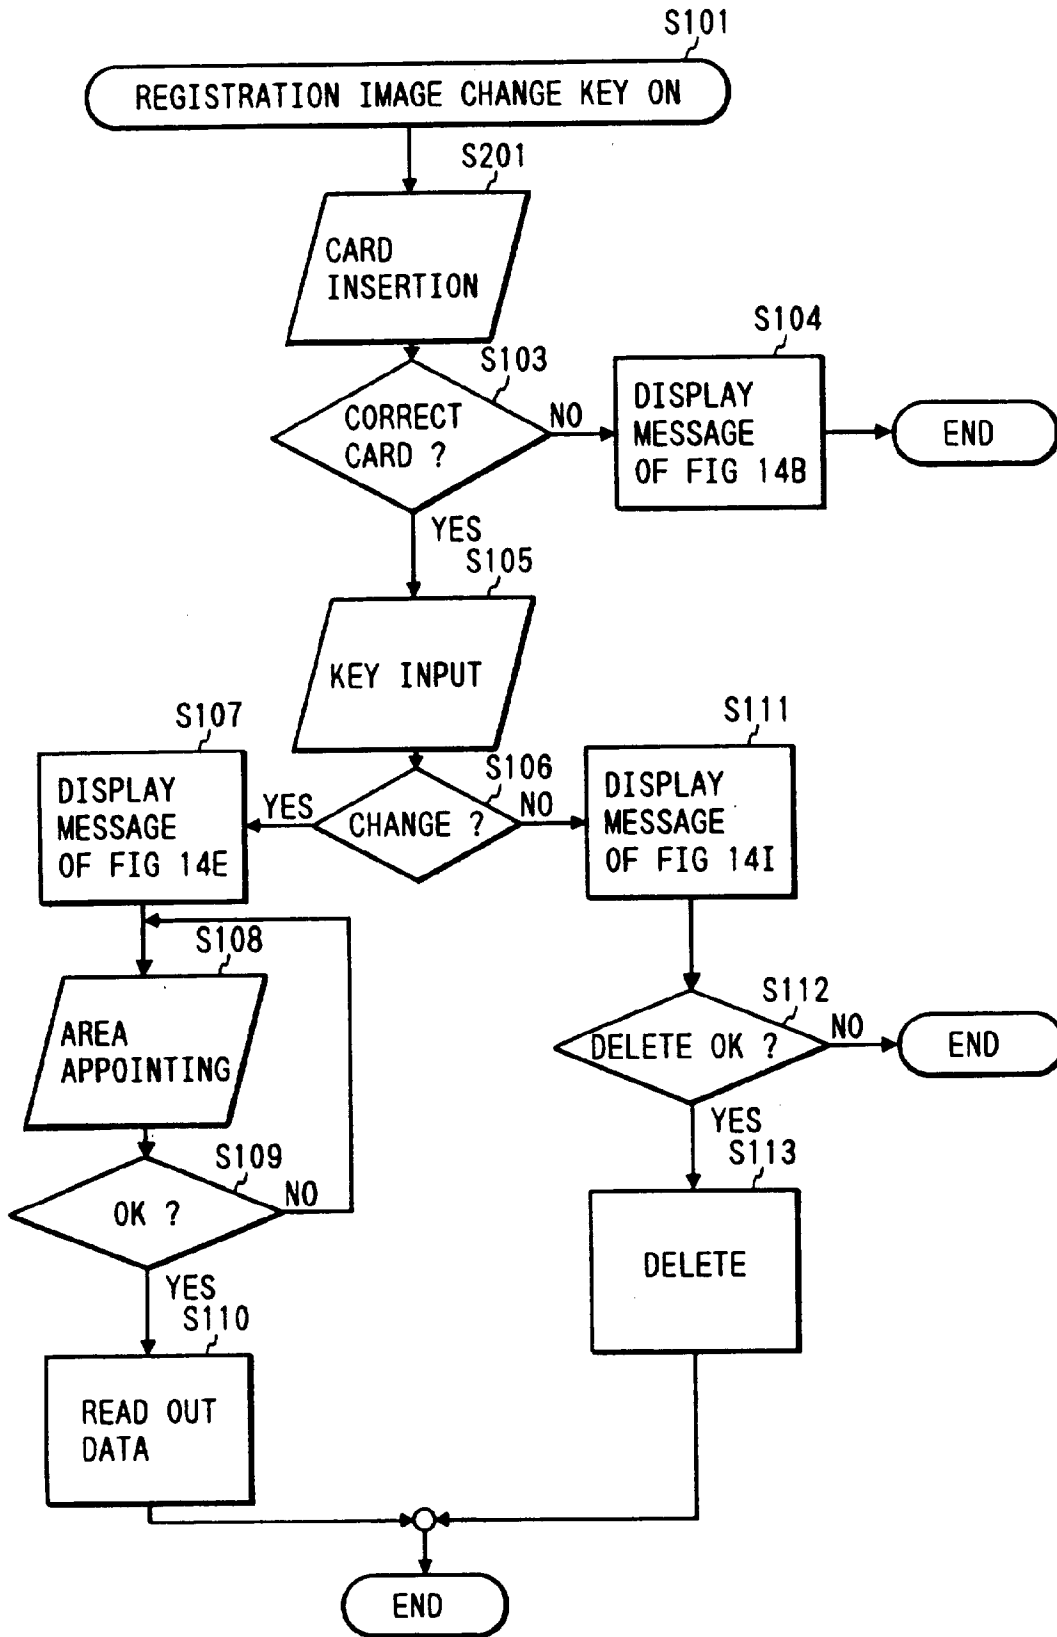 S101
REGISTRATION IMAGE CHANGE KEY ON
S201
CARD
INSERTION
S103
CORRECT
CARD ?
NO
YES
S104
DISPLAY
MESSAGE
OF FIG 14B
END
S105
KEY INPUT
S106
CHANGE ?
YES
NO
S107
DISPLAY
MESSAGE
OF FIG 14E
S108
AREA
APPOINTING
S109
OK ?
NO
YES
S110
READ OUT
DATA
S111
DISPLAY
MESSAGE
OF FIG 14I
S112
DELETE OK ?
NO
END
YES
S113
DELETE
END